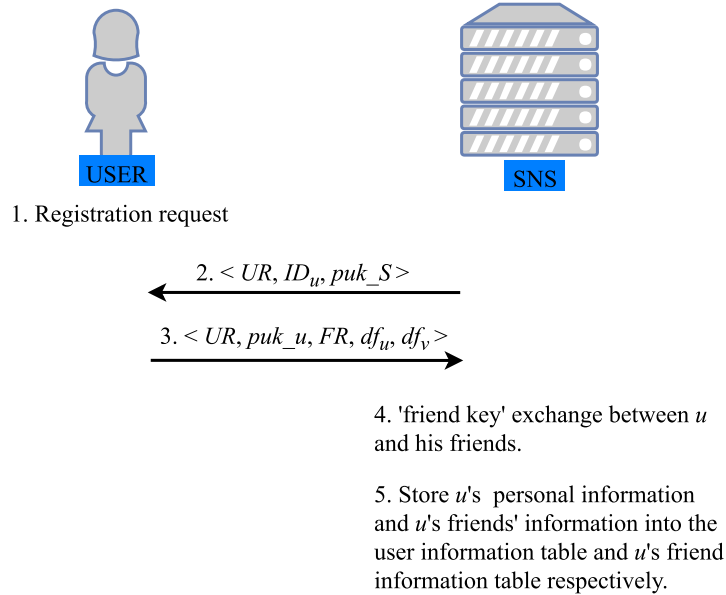 USER
SNS
1. Registration request
2. < UR, ID_u, puk_S >
3. < UR, puk_u, FR, df_u, df_v >
4. 'friend key' exchange between u
and his friends.
5. Store u's personal information
and u's friends' information into the
user information table and u's friend
information table respectively.